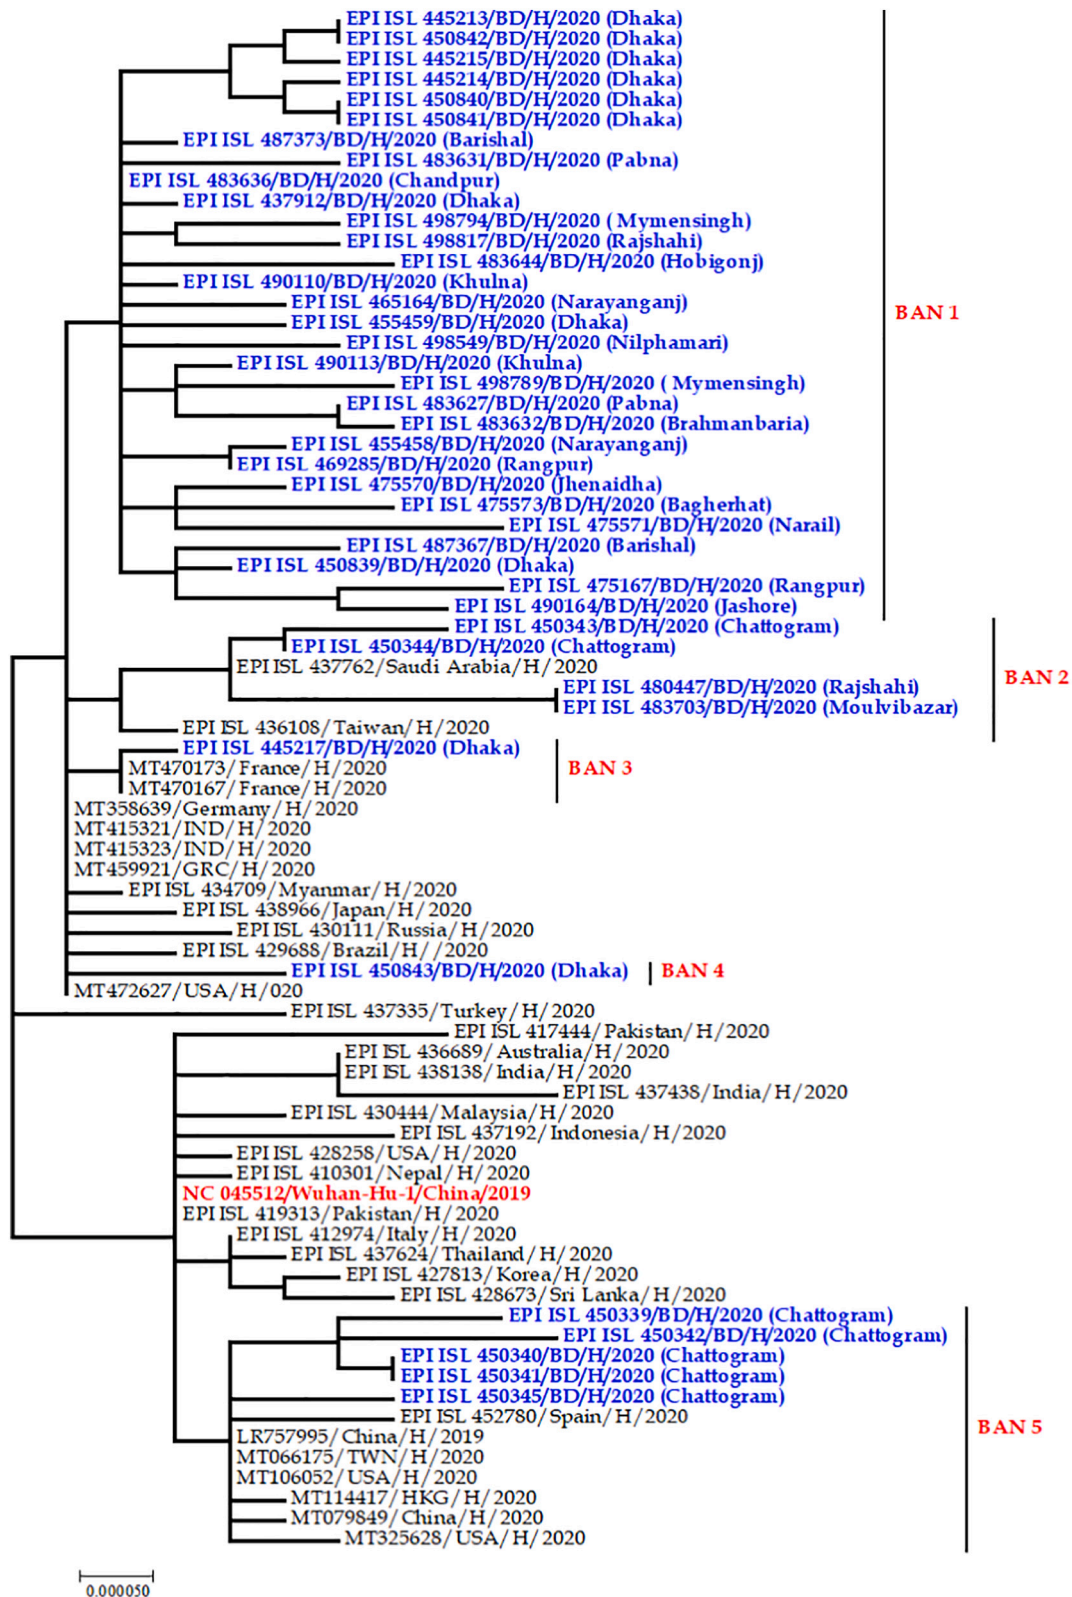 EPI ISL 445213/BD/H/2020 (Dhaka)
EPI ISL 450842/BD/H/2020 (Dhaka)
EPI ISL 445215/BD/H/2020 (Dhaka)
EPI ISL 445214/BD/H/2020 (Dhaka)
EPI ISL 450840/BD/H/2020 (Dhaka)
EPI ISL 450841/BD/H/2020 (Dhaka)
EPI ISL 487373/BD/H/2020 (Barishal)
EPI ISL 483631/BD/H/2020 (Pabna)
EPI ISL 483636/BD/H/2020 (Chandpur)
EPI ISL 437912/BD/H/2020 (Dhaka)
EPI ISL 498794/BD/H/2020 ( Mymensingh)
EPI ISL 498817/BD/H/2020 (Rajshahi)
EPI ISL 483644/BD/H/2020 (Hobigonj)
EPI ISL 490110/BD/H/2020 (Khulna)
EPI ISL 465164/BD/H/2020 (Narayanganj)
BAN 1
EPI ISL 455459/BD/H/2020 (Dhaka)
EPI ISL 498549/BD/H/2020 (Nilphamari)
EPI ISL 490113/BD/H/2020 (Khulna)
EPI ISL 498789/BD/H/2020 ( Mymensingh)
EPI ISL 483627/BD/H/2020 (Pabna)
EPI ISL 483632/BD/H/2020 (Brahmanbaria)
EPI ISL 455458/BD/H/2020 (Narayanganj)
EPI ISL 469285/BD/H/2020 (Rangpur)
EPI ISL 475570/BD/H/2020 (Jhenaidha)
EPI ISL 475573/BD/H/2020 (Bagherhat)
EPI ISL 475571/BD/H/2020 (Narail)
EPI ISL 487367/BD/H/2020 (Barishal)
EPI ISL 450839/BD/H/2020 (Dhaka)
EPI ISL 475167/BD/H/2020 (Rangpur)
EPI ISL 490164/BD/H/2020 (Jashore)
EPI ISL 450343/BD/H/2020 (Chattogram)
EPI ISL 450344/BD/H/2020 (Chattogram)
EPI ISL 437762/Saudi Arabia/H/2020
BAN 2
EPI ISL 480447/BD/H/2020 (Rajshahi)
EPI ISL 483703/BD/H/2020 (Moulvibazar)
EPI ISL 436108/Taiwan/H/2020
EPI ISL 445217/BD/H/2020 (Dhaka)
MT470173/France/H/2020
BAN 3
MT470167/France/H/2020
MT358639/Germany/H/2020
MT415321/IND/H/2020
MT415323/IND/H/2020
MT459921/GRC/H/2020
EPI ISL 434709/Myanmar/H/2020
EPI ISL 438966/Japan/H/2020
EPI ISL 430111/Russia/H/2020
EPI ISL 429688/Brazil/H//2020
EPI ISL 450843/BD/H/2020 (Dhaka)
BAN 4
MT472627/USA/H/020
EPI ISL 437335/Turkey/H/2020
EPI ISL 417444/Pakistan/H/2020
EPI ISL 436689/Australia/H/2020
EPI ISL 438138/India/H/2020
EPI ISL 437438/India/H/2020
EPI ISL 430444/Malaysia/H/2020
EPI ISL 437192/Indonesia/H/2020
EPI ISL 428258/USA/H/2020
EPI ISL 410301/Nepal/H/2020
NC 045512/Wuhan-Hu-1/China/2019
EPI ISL 419313/Pakistan/H/2020
EPI ISL 412974/Italy/H/2020
EPI ISL 437624/Thailand/H/2020
EPI ISL 427813/Korea/H/2020
EPI ISL 428673/Sri Lanka/H/2020
EPI ISL 450339/BD/H/2020 (Chattogram)
EPI ISL 450342/BD/H/2020 (Chattogram)
EPI ISL 450340/BD/H/2020 (Chattogram)
EPI ISL 450341/BD/H/2020 (Chattogram)
EPI ISL 450345/BD/H/2020 (Chattogram)
EPI ISL 452780/Spain/H/2020
BAN 5
LR757995/China/H/2019
MT066175/TWN/H/2020
MT106052/USA/H/2020
MT114417/HKG/H/2020
MT079849/China/H/2020
MT325628/USA/H/2020
0.000050